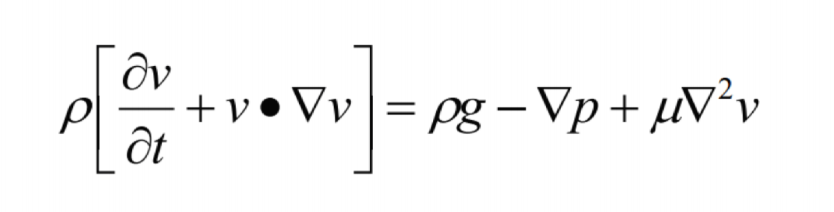 ρ[∂v/∂t + v • ∇v] = ρg − ∇p + μ∇²v